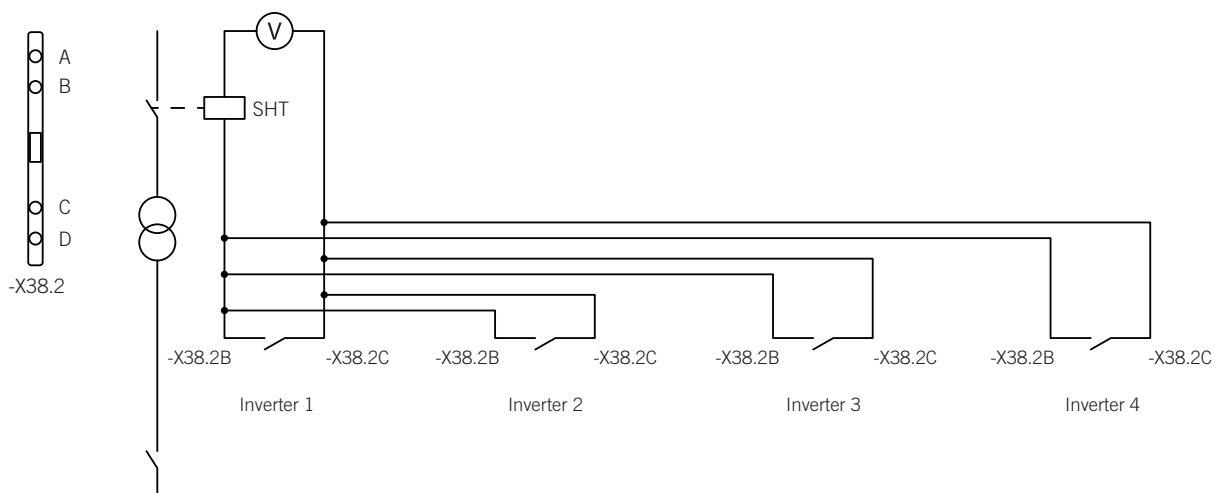 V
A
B
SHT
C
D
-X38.2
-X38.2B -X38.2C -X38.2B -X38.2C -X38.2B -X38.2C -X38.2B -X38.2C
Inverter 1 Inverter 2 Inverter 3 Inverter 4